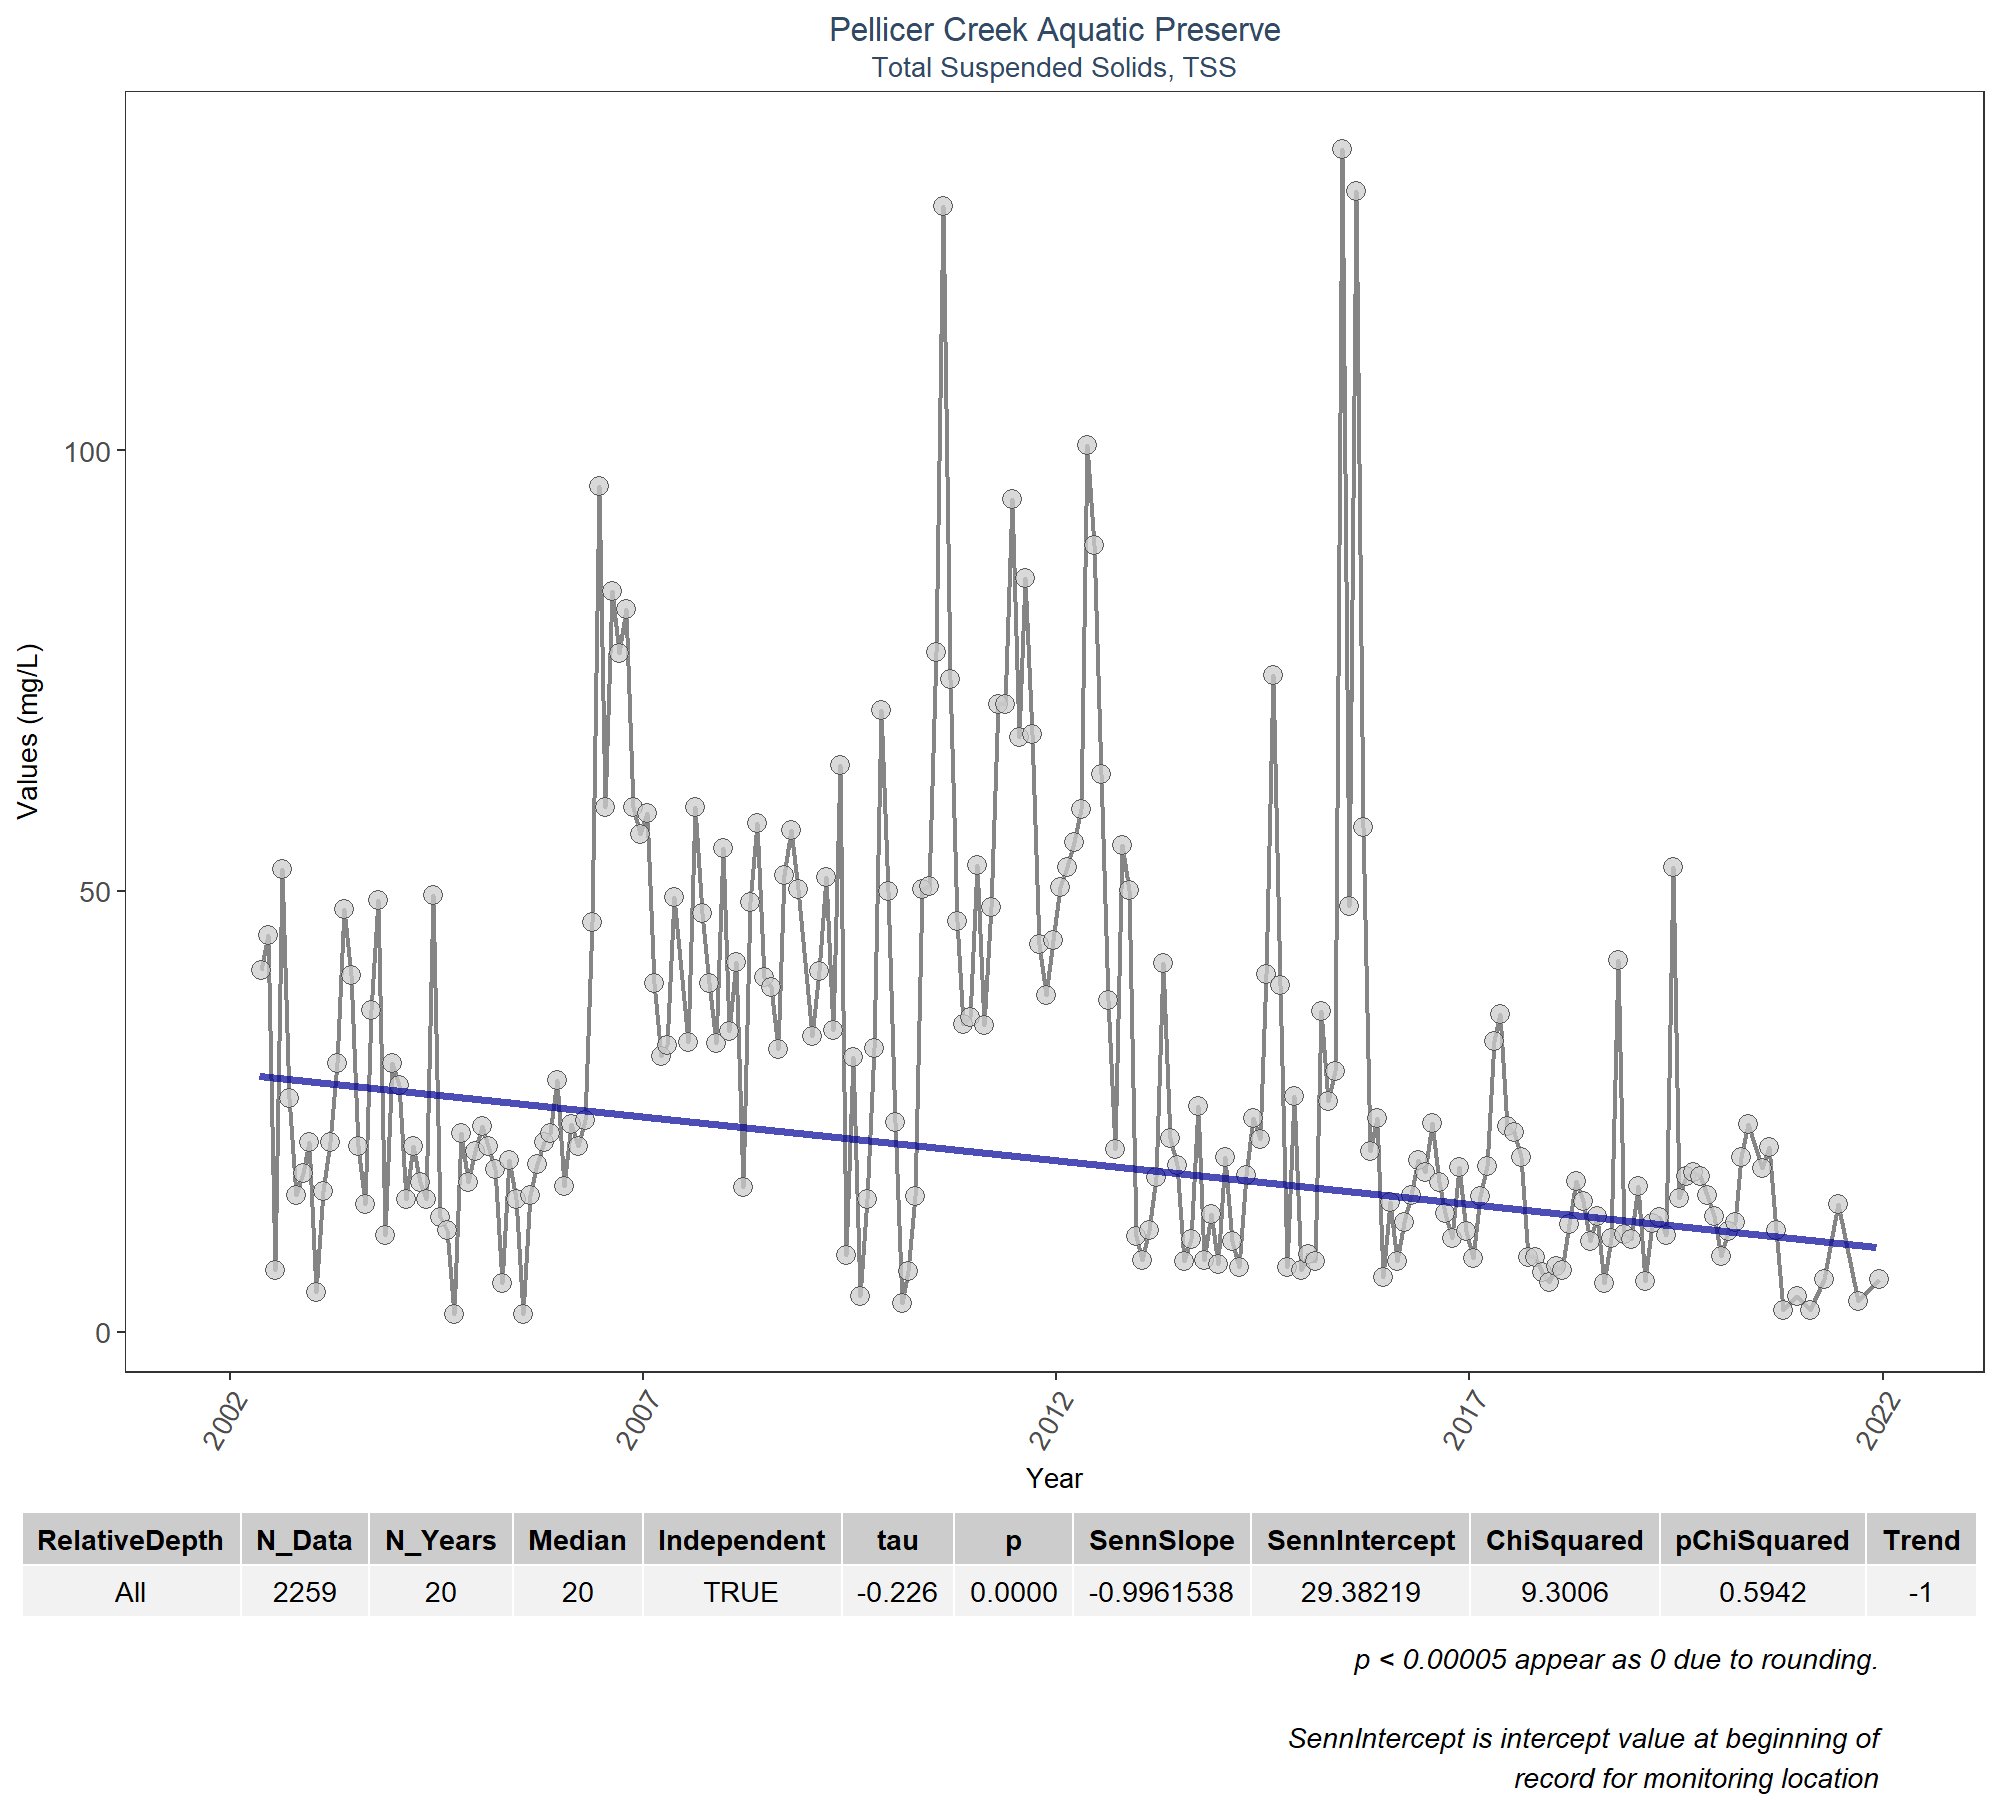 Pellicer Creek Aquatic Preserve
Total Suspended Solids, TSS
Values (mg/L)
100
50
0
2002 2007 2012 2017 2022
Year
RelativeDepth N_Data N_Years Median Independent tau p SennSlope SennIntercept ChiSquared pChiSquared Trend
All 2259 20 20 TRUE -0.226 0.0000 -0.9961538 29.38219 9.3006 0.5942 -1
p < 0.00005 appear as 0 due to rounding.
SennIntercept is intercept value at beginning of
record for monitoring location